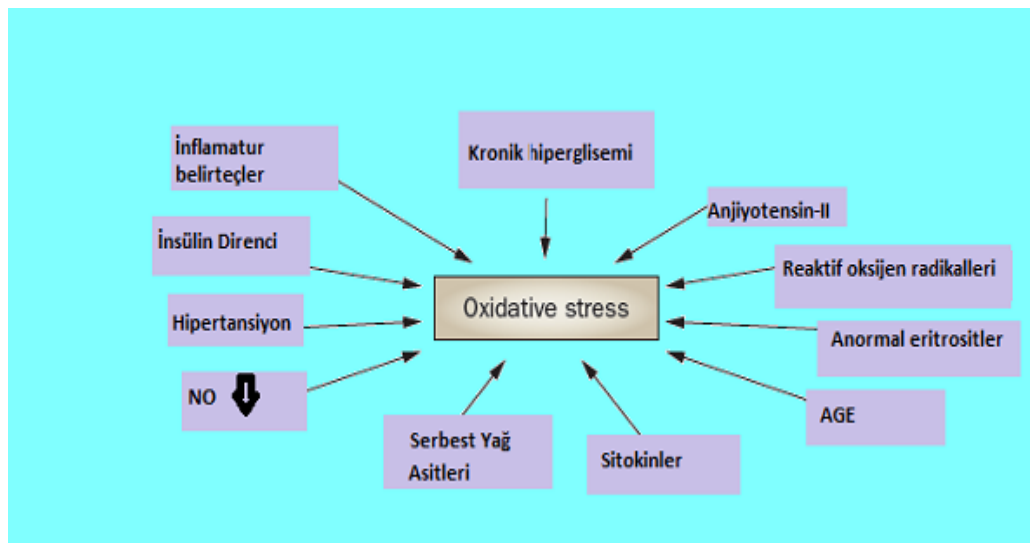 İnflamatur
belirteçler
Kronik hiperglisemi
Anjiyotensin-II
İnsülin Direnci
Reaktif oksijen radikalleri
Oxidative stress
Hipertansiyon
Anormal eritrositler
NO
AGE
Serbest Yağ
Asitleri
Sitokinler